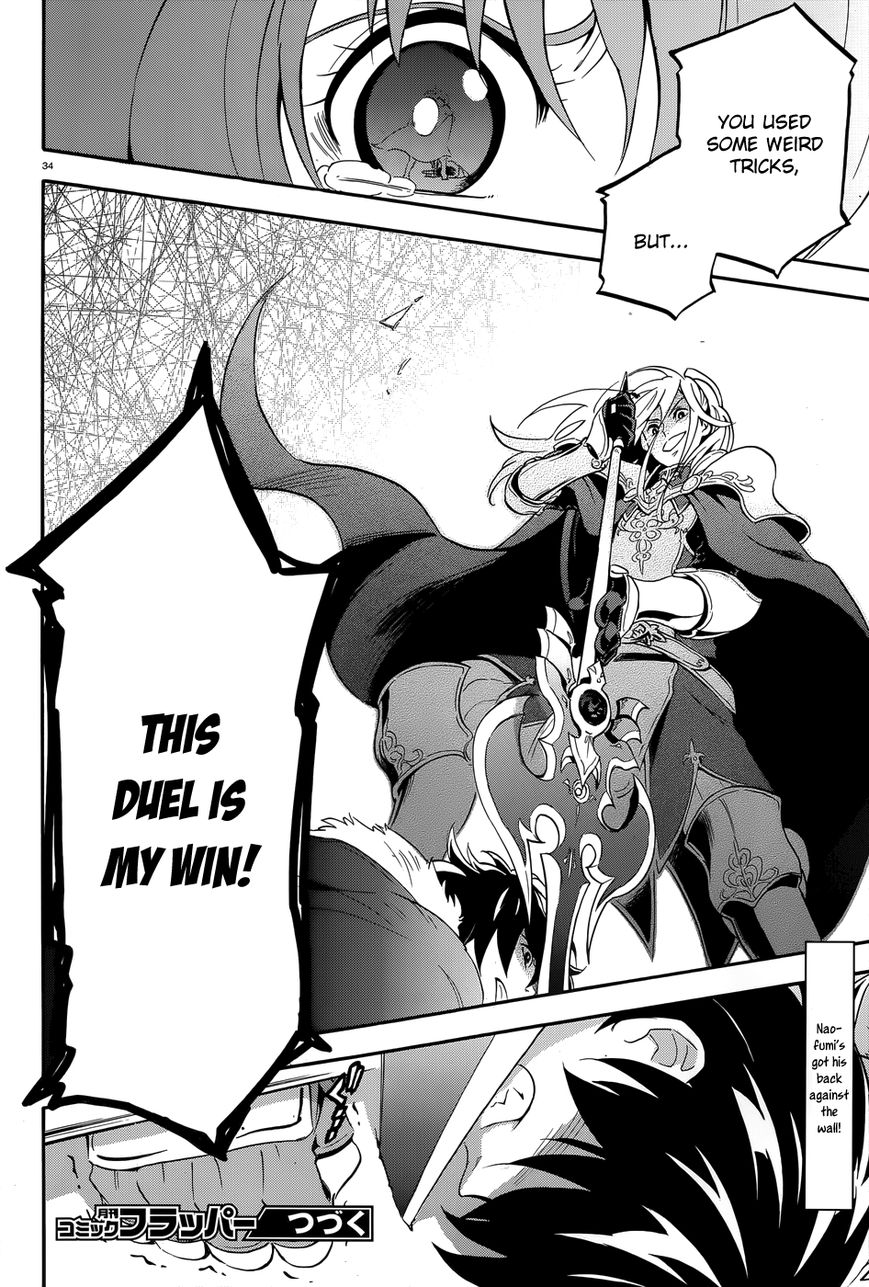 34
YOU USED
SOME WEIRD
TRICKS,
BUT...
THIS
DUEL IS
MY WIN!
Nao-
fumi's
got his
back
against
the
wall!
月刊
コミックフラッパー
つづく